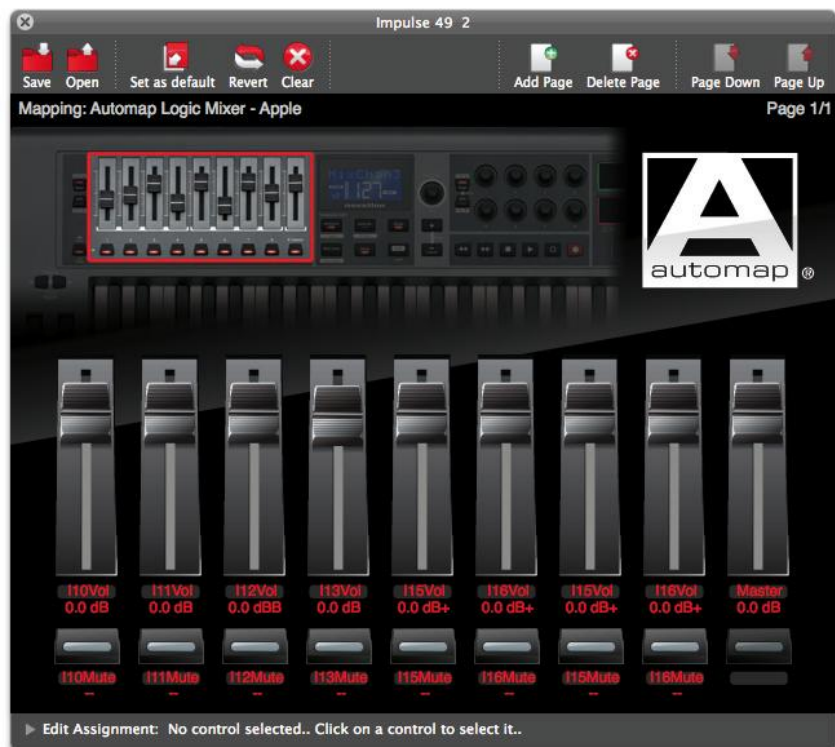 Impulse 49 2
Save Open Set as default Revert Clear Add Page Delete Page Page Down Page Up
Mapping: Automap Logic Mixer - Apple Page 1/1
automap ®
I10Vol I11Vol I12Vol I13Vol I15Vol I16Vol I15Vol I16Vol Master
0.0 dB 0.0 dB 0.0 dBB 0.0 dB 0.0 dB+ 0.0 dB+ 0.0 dB+ 0.0 dB+ 0.0 dB
I10Mute I11Mute I12Mute I13Mute I15Mute I16Mute I15Mute I16Mute
-- -- -- -- -- -- -- --
Edit Assignment: No control selected.. Click on a control to select it..